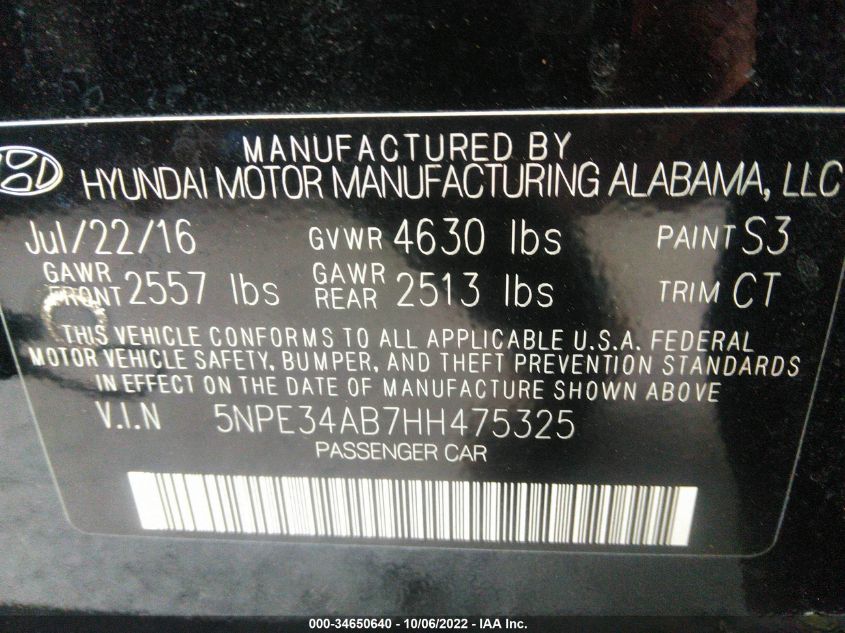 MANUFACTURED BY
HYUNDAI MOTOR MANUFACTURING ALABAMA, LLC
Jul/22/16 GVWR 4630 lbs PAINT S3
GAWR FRONT 2557 lbs GAWR REAR 2513 lbs TRIM CT
THIS VEHICLE CONFORMS TO ALL APPLICABLE U.S.A. FEDERAL
MOTOR VEHICLE SAFETY, BUMPER, AND THEFT PREVENTION STANDARDS
IN EFFECT ON THE DATE OF MANUFACTURE SHOWN ABOVE
V.I.N 5NPE34AB7HH475325
PASSENGER CAR
000-34650640 - 10/06/2022 - IAA Inc.